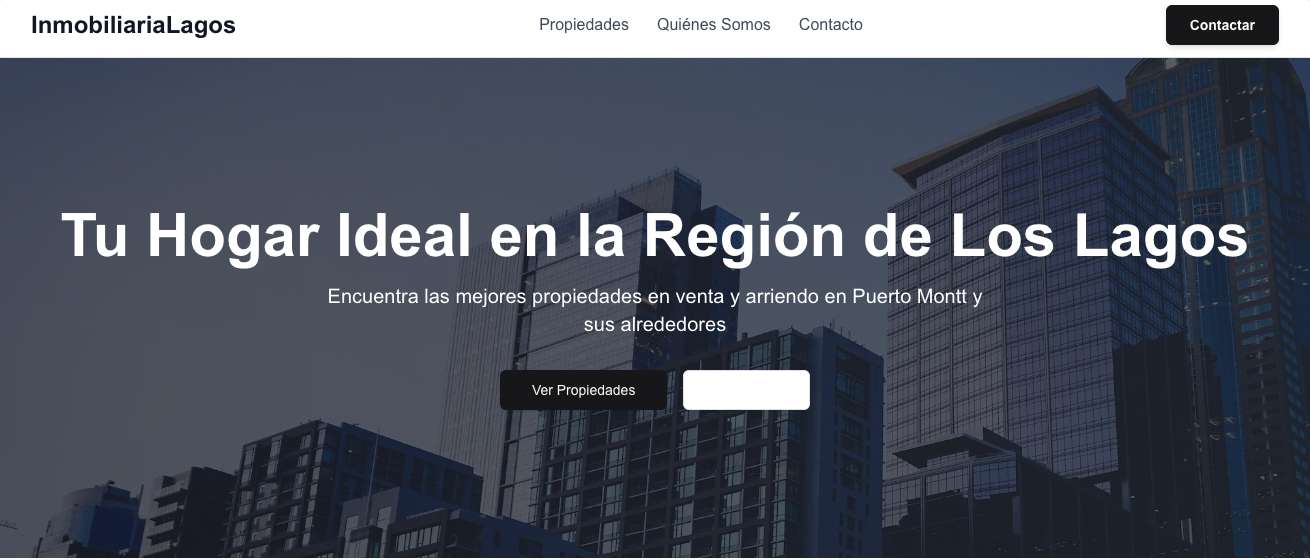 InmobiliariaLagos
Propiedades Quiénes Somos Contacto
Contactar
Tu Hogar Ideal en la Región de Los Lagos
Encuentra las mejores propiedades en venta y arriendo en Puerto Montt y
sus alrededores
Ver Propiedades